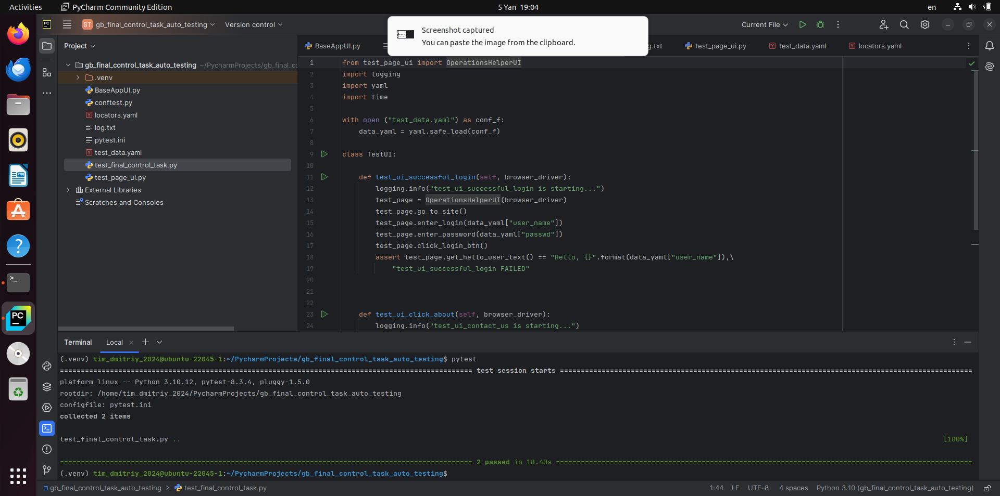 Activities PyCharm Community Edition 5 Yan 19:04 en
GT gb_final_control_task_auto_testing Version control Current File
Screenshot captured
You can paste the image from the clipboard.
Project BaseAppUI.py g.txt test_page_ui.py test_data.yaml locators.yaml
gb_final_control_task_auto_testing ~/PycharmProjects/gb_final_co
.venv
BaseAppUI.py
conftest.py
locators.yaml
log.txt
pytest.ini
test_data.yaml
test_final_control_task.py
test_page_ui.py
External Libraries
Scratches and Consoles
1 from test_page_ui import OperationsHelperUI
2 import logging
3 import yaml
4 import time
5
6 with open ("test_data.yaml") as conf_f:
7 data_yaml = yaml.safe_load(conf_f)
8
9 class TestUI:
10
11 def test_ui_successful_login(self, browser_driver):
12 logging.info("test_ui_successful_login is starting...")
13 test_page = OperationsHelperUI(browser_driver)
14 test_page.go_to_site()
15 test_page.enter_login(data_yaml["user_name"])
16 test_page.enter_password(data_yaml["passwd"])
17 test_page.click_login_btn()
18 assert test_page.get_hello_user_text() == "Hello, {}".format(data_yaml["user_name"]),\
19 "test_ui_successful_login FAILED"
20
21
22
23 def test_ui_click_about(self, browser_driver):
24 logging.info("test_ui_contact_us is starting...")
Terminal Local
(.venv) tim_dmitriy_2024@ubuntu-22045-1:~/PycharmProjects/gb_final_control_task_auto_testing$ pytest
=================================================================================================== test session starts ===================================================================================================
platform linux -- Python 3.10.12, pytest-8.3.4, pluggy-1.5.0
rootdir: /home/tim_dmitriy_2024/PycharmProjects/gb_final_control_task_auto_testing
configfile: pytest.ini
collected 2 items
test_final_control_task.py .. [100%]
=================================================================================================== 2 passed in 18.40s ====================================================================================================
(.venv) tim_dmitriy_2024@ubuntu-22045-1:~/PycharmProjects/gb_final_control_task_auto_testing$
gb_final_control_task_auto_testing > test_final_control_task.py 1:44 LF UTF-8 4 spaces Python 3.10 (gb_final_control_task_auto_testing)